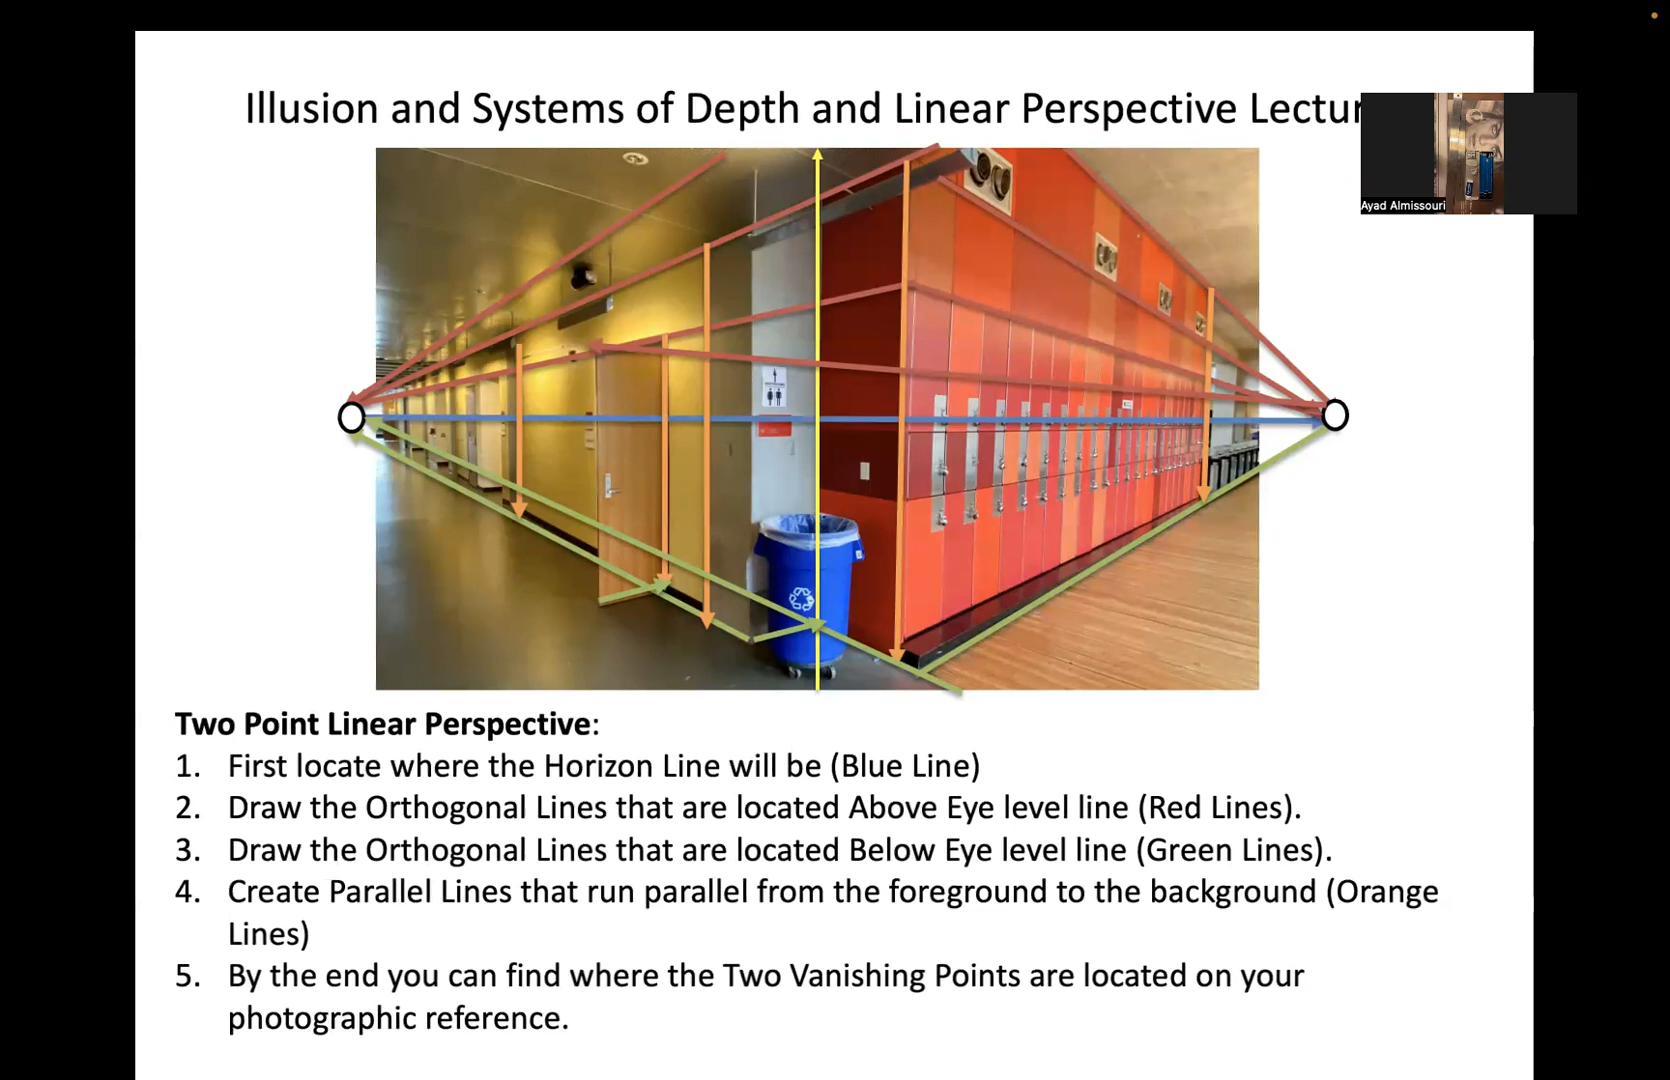 Illusion and Systems of Depth and Linear Perspective Lectur
Ayad Almissouri
Two Point Linear Perspective:
1. First locate where the Horizon Line will be (Blue Line)
2. Draw the Orthogonal Lines that are located Above Eye level line (Red Lines).
3. Draw the Orthogonal Lines that are located Below Eye level line (Green Lines).
4. Create Parallel Lines that run parallel from the foreground to the background (Orange
Lines)
5. By the end you can find where the Two Vanishing Points are located on your
photographic reference.